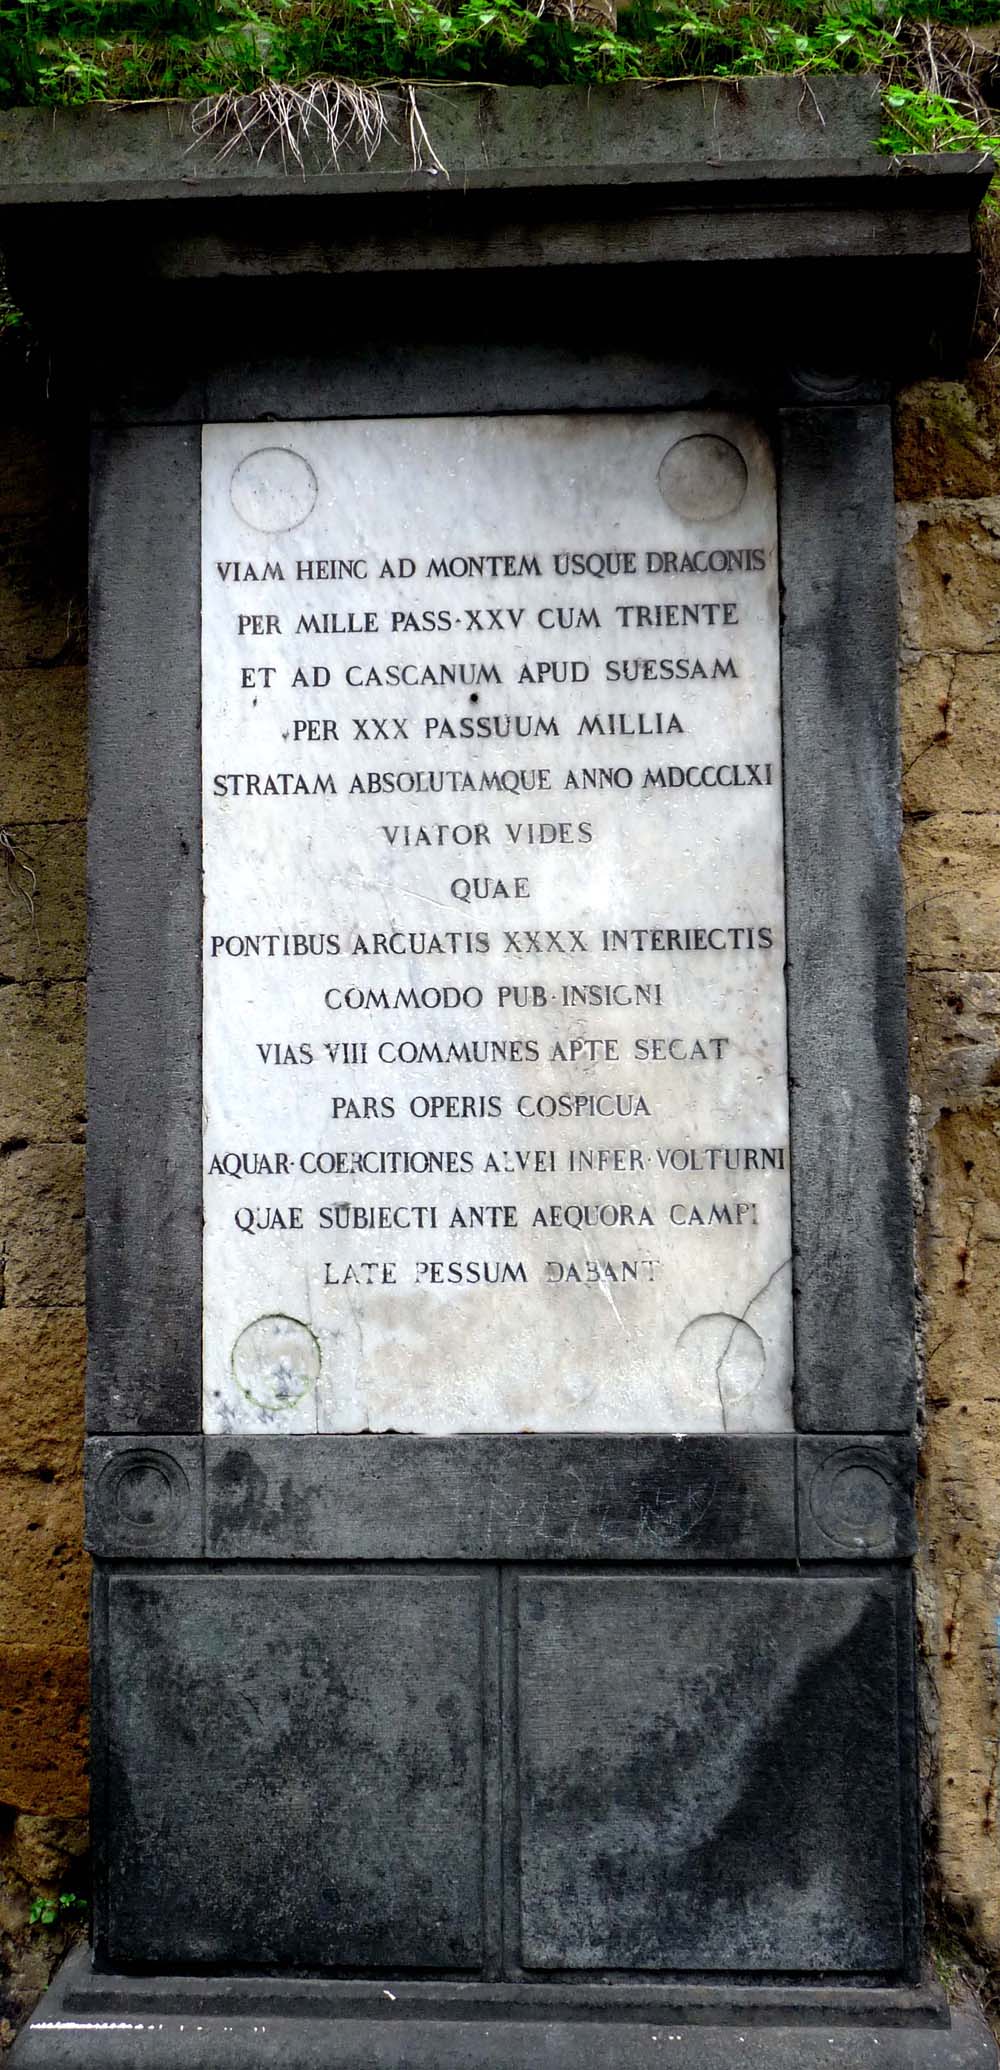 VIAM HEINC AD MONTEM USQUE DRACONIS
PER MILLE PASS·XXV CUM TRIENTE
ET AD CASCANUM APUD SUESSAM
PER XXX PASSUUM MILLIA
STRATAM ABSOLUTAMQUE ANNO MDCCCLXI
VIATOR VIDES
QUAE
PONTIBUS ARCUATIS XXXX INTERIECTIS
COMMODO PUB·INSIGNI
VIAS VIII COMMUNES APTE SECAT
PARS OPERIS COSPICUA
AQUAR·COERCITIONES ALVEI INFER·VOLTURNI
QUAE SUBIECTI ANTE AEQUORA CAMPI
LATE PESSUM DABANT